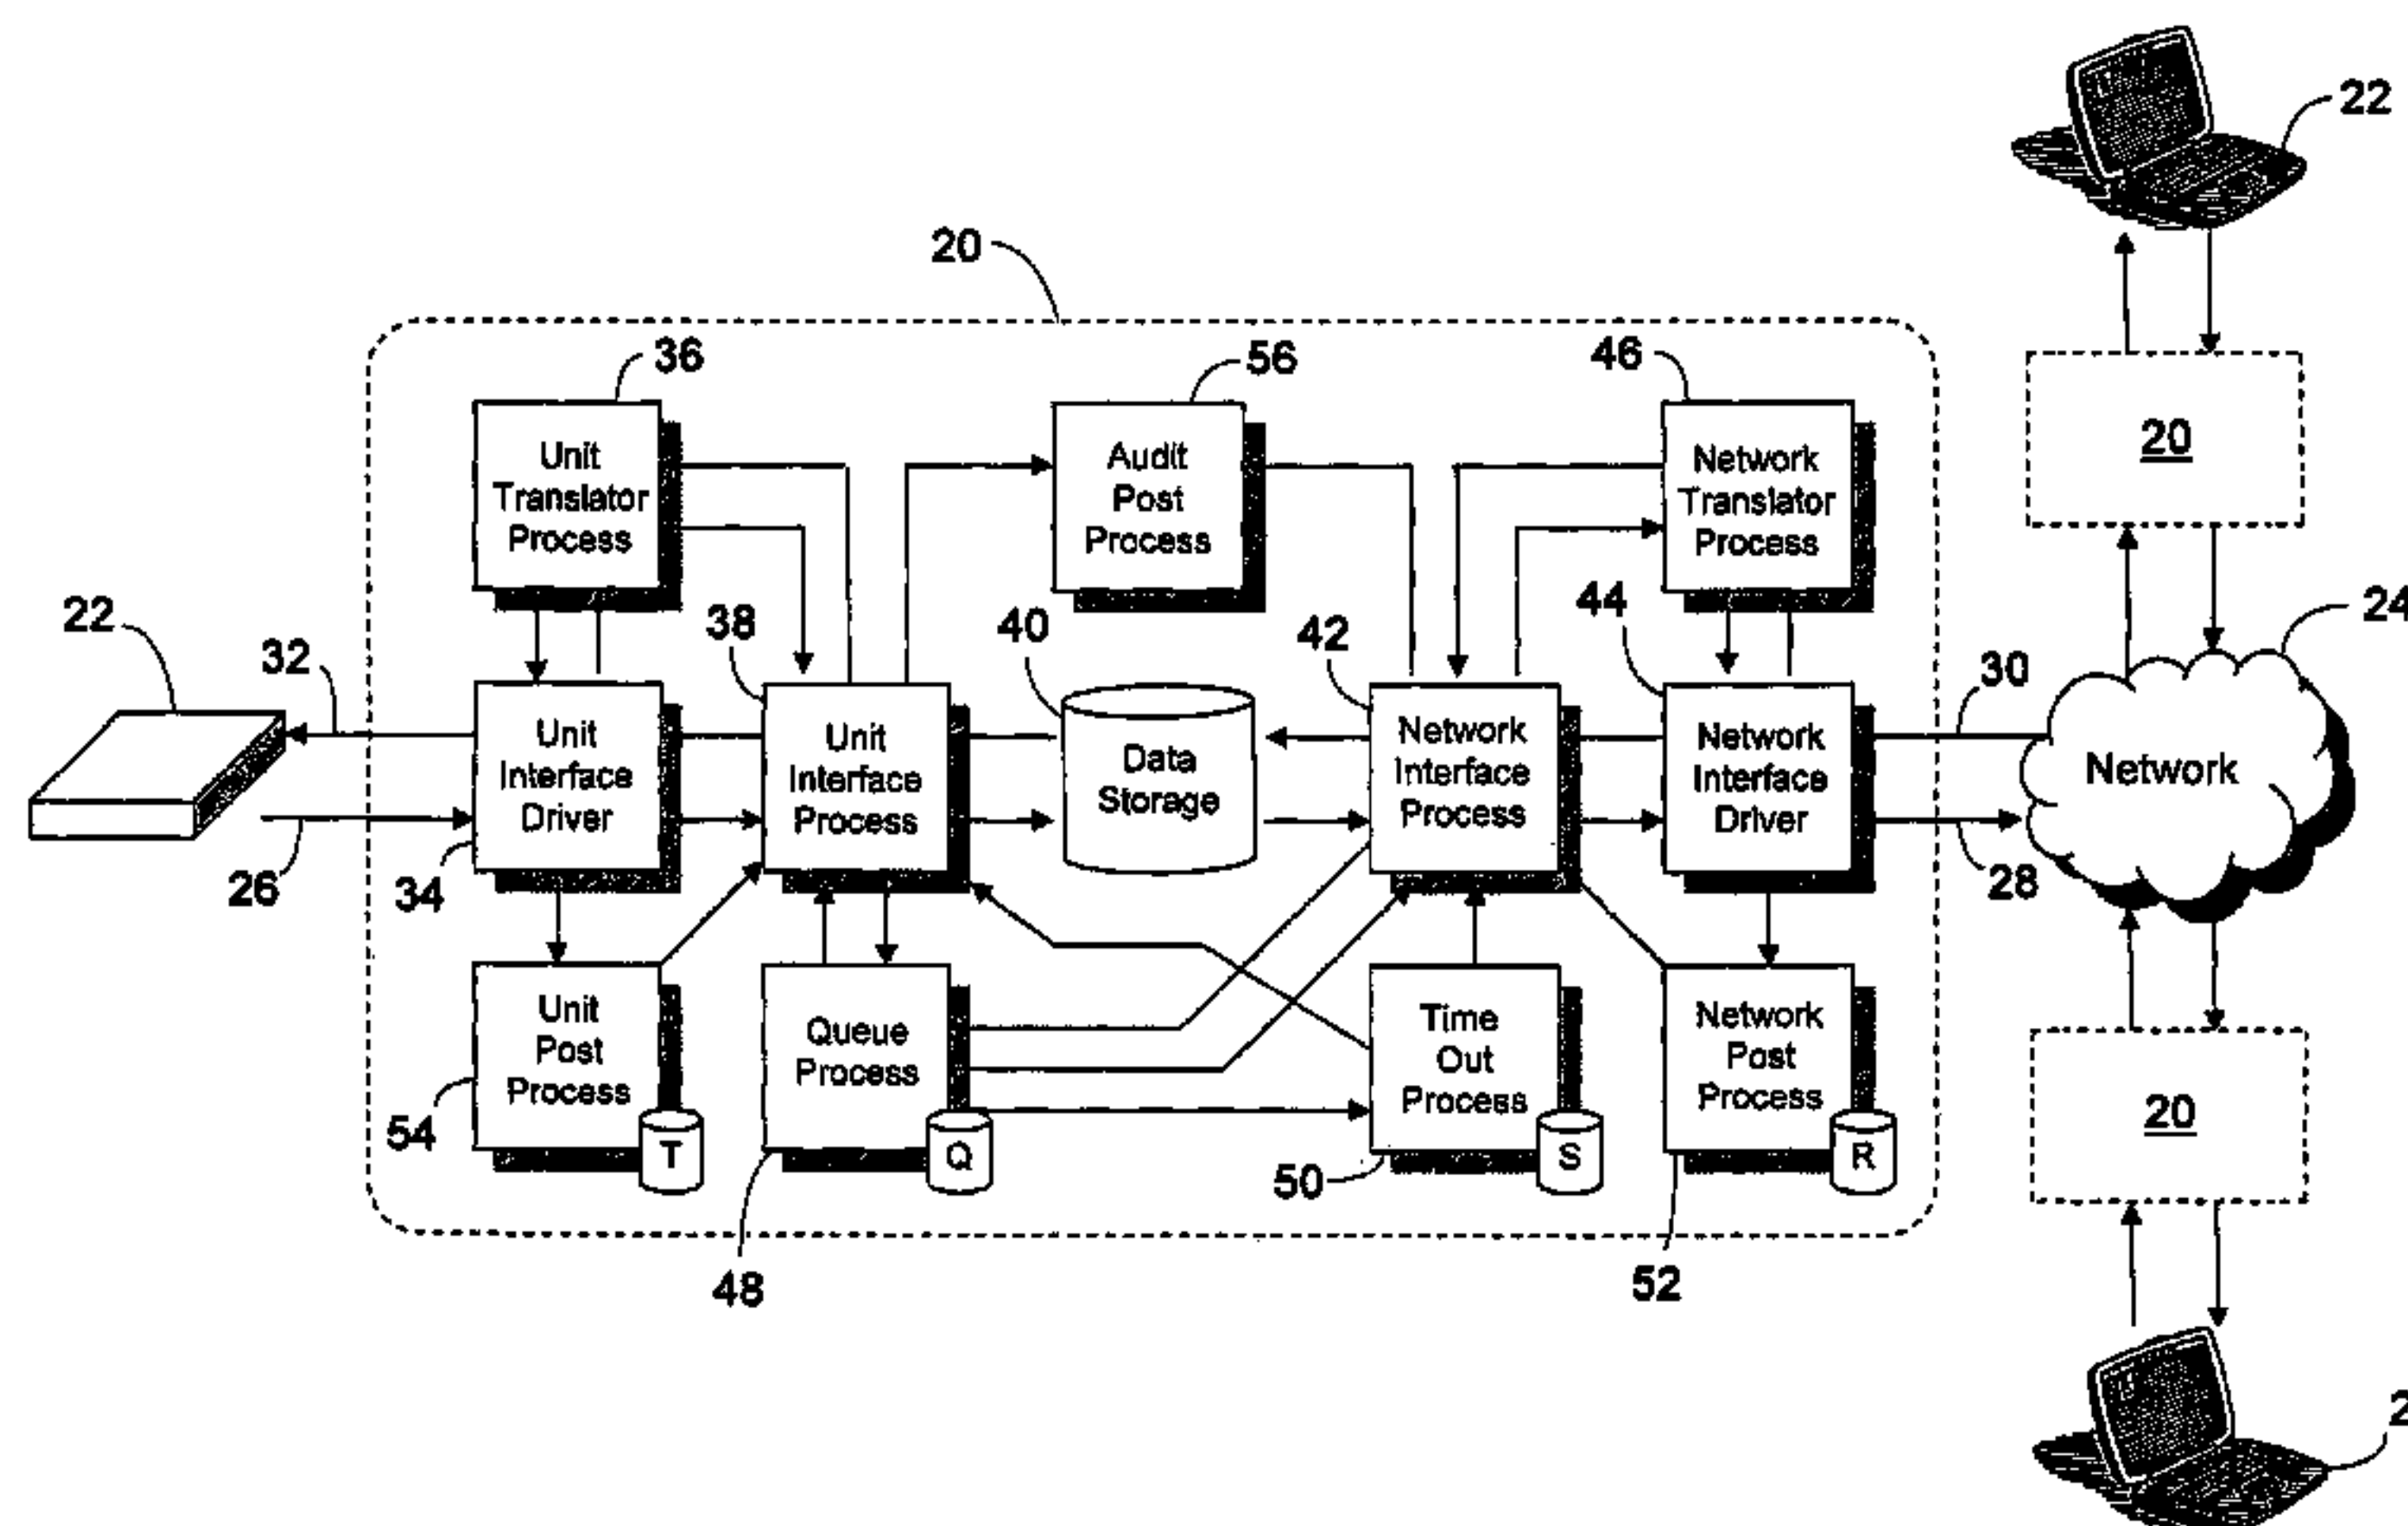 22
20
36
56
46
Unit
Translator
Process
Audit
Post
Process
Network
Translator
Process
20
22
32
38
40
42
44
24
30
Unit
Interface
Driver
Unit
Interface
Process
Data
Storage
Network
Interface
Process
Network
Interface
Driver
Network
26
34
28
Unit
Post
Process
Queue
Process
Time
Out
Process
Network
Post
Process
54
T
Q
50
S
R
20
48
52
2